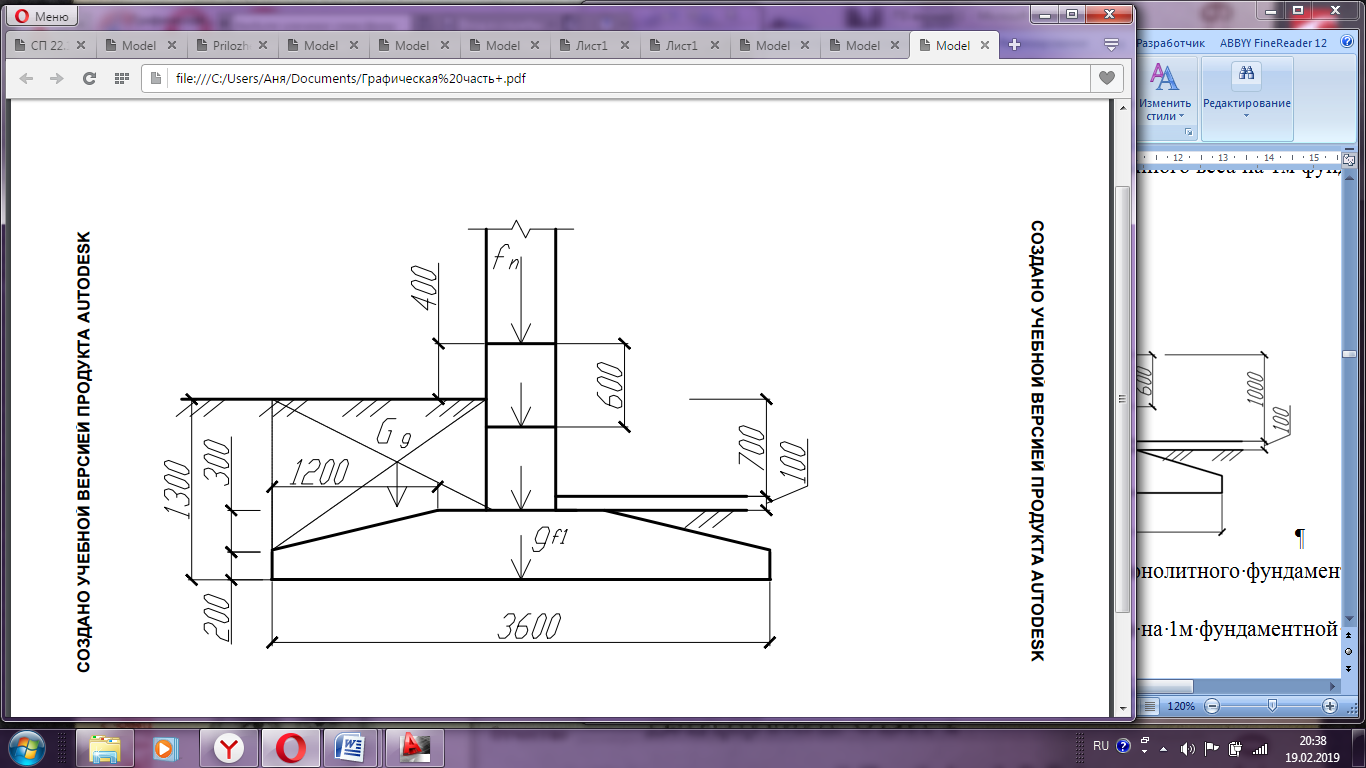 Меню
СП 22.
Model
Prilozh
Model
Model
Model
Лист1
Лист1
Model
Model
Model
file:///C:/Users/Аня/Documents/Графическая%20часть+.pdf
Разработчик
ABBYY FineReader 12
Изменить
стили
Редактирование
12 13 14 15
СОЗДАНО УЧЕБНОЙ ВЕРСИЕЙ ПРОДУКТА AUTODESK
СОЗДАНО УЧЕБНОЙ ВЕРСИЕЙ ПРОДУКТА AUTODESK
fп
400
600
Gg
1200
1300
300
200
700
100
gf1
3600
600
1000
100
¶
онолитного·фундамен
на·1м·фундаментной·
120%
RU
20:38
19.02.2019